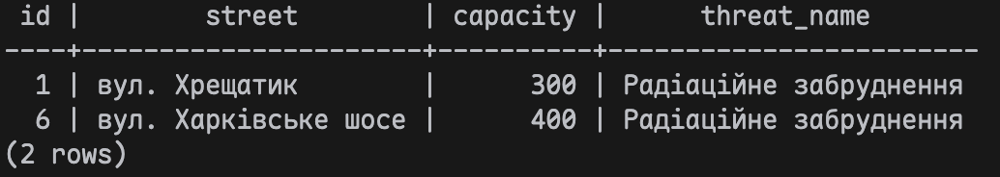 id |        street        | capacity |      threat_name
----+----------------------+----------+------------------------
  1 | вул. Хрещатик        |      300 | Радіаційне забруднення
  6 | вул. Харківське шосе |      400 | Радіаційне забруднення
(2 rows)